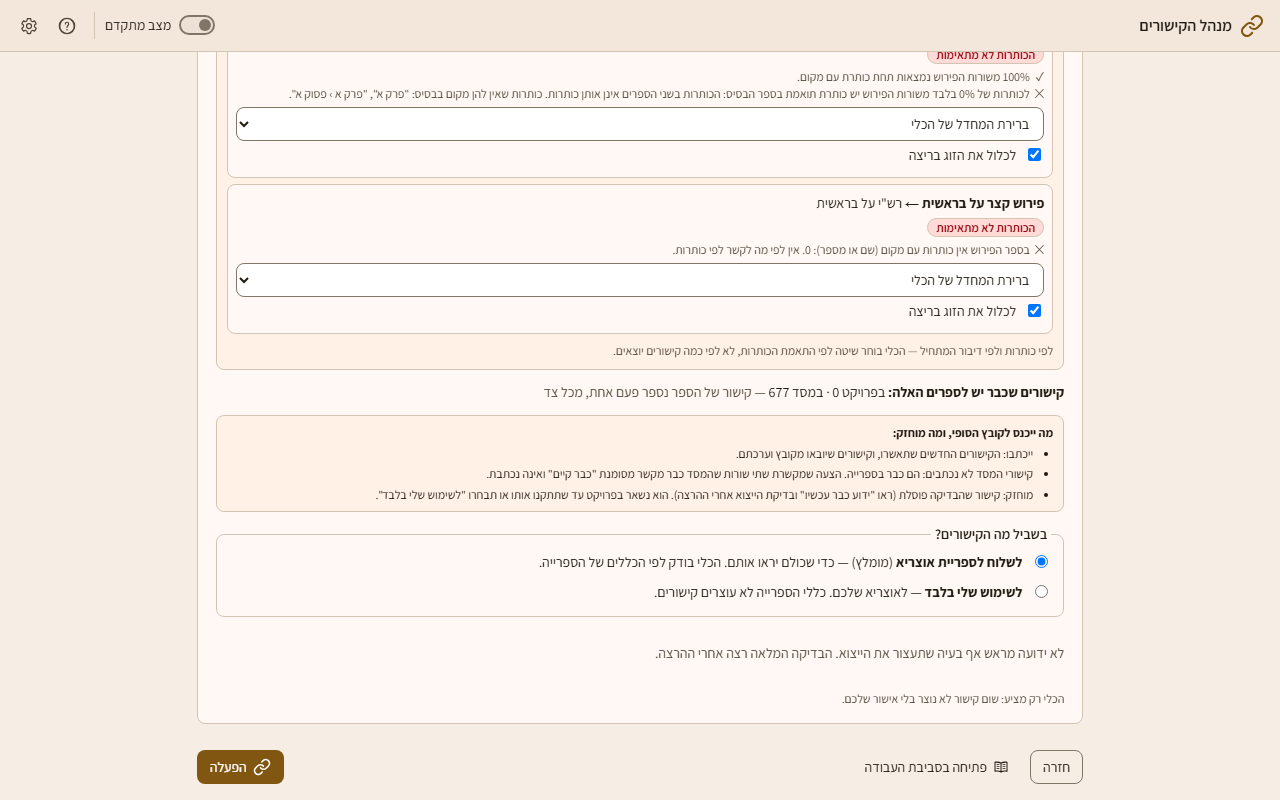 מנהל הקישורים
מצב מתקדם
הכותרות לא מתאימות
✓ 100% משורות הפירוש נמצאות תחת כותרת עם מקום.
✕ לכותרות של 0% בלבד משורות הפירוש יש כותרת תואמת בספר הבסיס: הכותרות בשני הספרים אינן אותן כותרות. כותרות שאין להן מקום בבסיס: "פרק א", "פרק א › פסוק א".
ברירת המחדל של הכלי
לכלול את הזוג בריצה
פירוש קצר על בראשית ← רש"י על בראשית
הכותרות לא מתאימות
✕ בספר הפירוש אין כותרות עם מקום (שם או מספר): 0. אין לפי מה לקשר לפי כותרות.
ברירת המחדל של הכלי
לכלול את הזוג בריצה
לפי כותרות ולפי דיבור המתחיל — הכלי בוחר שיטה לפי התאמת הכותרות, לא לפי כמה קישורים יוצאים.
קישורים שכבר יש לספרים האלה: בפרויקט 0 · במסד 677 — קישור של הספר נספר פעם אחת, מכל צד
מה ייכנס לקובץ הסופי, ומה מוחזק:
• ייכתבו: הקישורים החדשים שתאשרו, וקישורים שיובאו מקובץ וערכתם.
• קישורי המסד לא נכתבים: הם כבר בספרייה. הצעה שמקשרת שתי שורות שהמסד כבר מקשר מסומנת "כבר קיים" ואינה נכתבת.
• מוחזק: קישור שהבדיקה פוסלת (ראו "ידוע כבר עכשיו" ובדיקת הייצוא אחרי ההרצה). הוא נשאר בפרויקט עד שתתקנו אותו או תבחרו "לשימוש שלי בלבד".
בשביל מה הקישורים?
לשלוח לספריית אוצריא (מומלץ) — כדי שכולם יראו אותם. הכלי בודק לפי הכללים של הספרייה.
לשימוש שלי בלבד — לאוצריא שלכם. כללי הספרייה לא עוצרים קישורים.
לא ידועה מראש אף בעיה שתעצור את הייצוא. הבדיקה המלאה רצה אחרי ההרצה.
הכלי רק מציע: שום קישור לא נוצר בלי אישור שלכם.
חזרה
פתיחה בסביבת העבודה
הפעלה